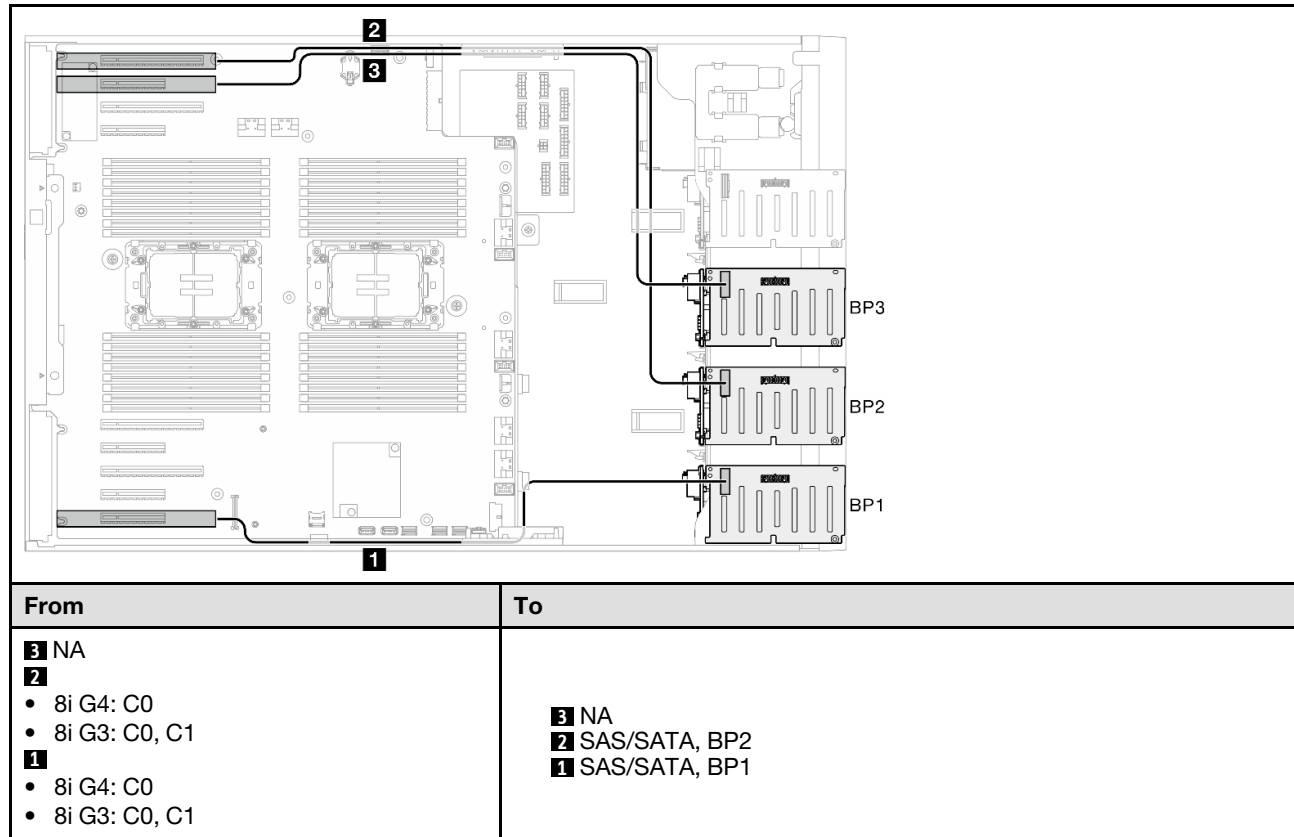 2
3
BP3
BP2
BP1
1
From
To
3 NA
2
• 8i G4: C0
• 8i G3: C0, C1
1
• 8i G4: C0
• 8i G3: C0, C1
3 NA
2 SAS/SATA, BP2
1 SAS/SATA, BP1